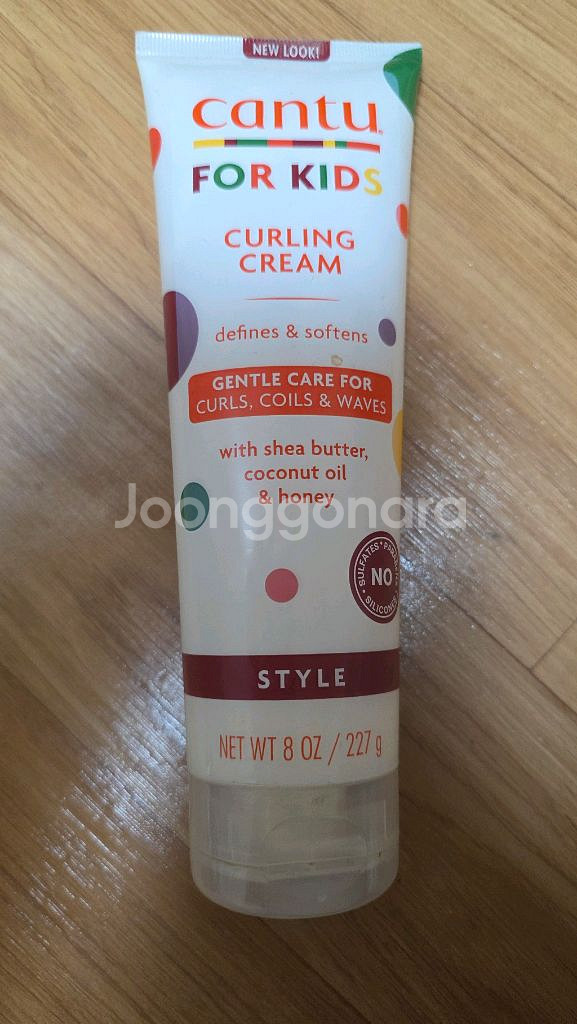 NEW LOOK!
cantu
FOR KIDS
CURLING
CREAM
defines & softens
GENTLE CARE FOR
CURLS, COILS & WAVES
with shea butter,
coconut oil
& honey
Joonggonara
SULFATES
NO
STYLE
NET WT 8 OZ / 227 g